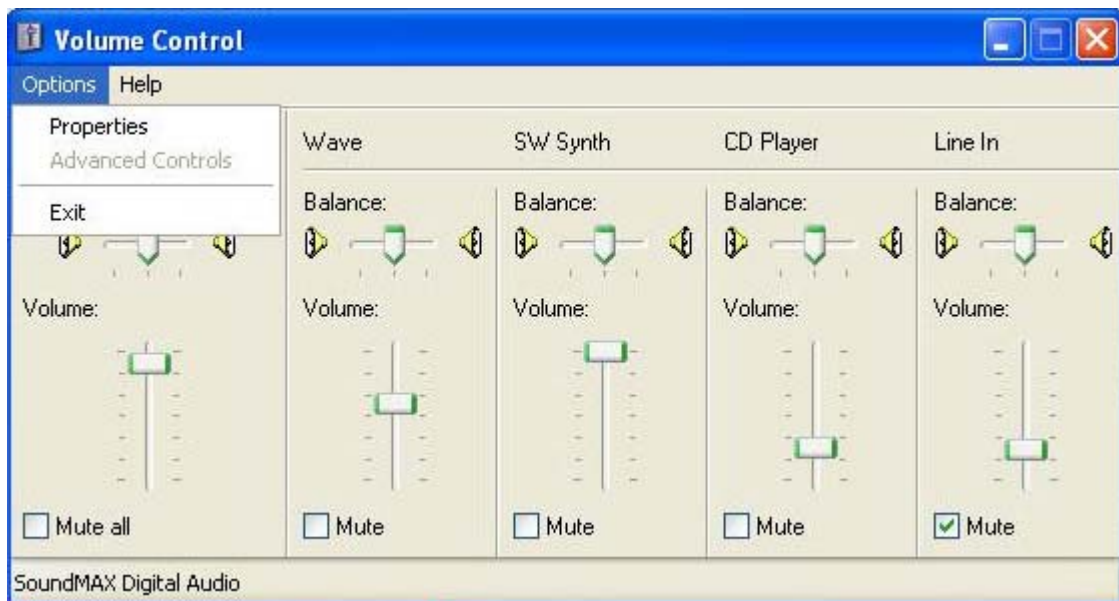 Volume Control
Options Help
Properties
Advanced Controls
Exit
Wave SW Synth CD Player Line In
Balance: Balance: Balance: Balance:
Volume: Volume: Volume: Volume: Volume:
Mute all Mute Mute Mute Mute
SoundMAX Digital Audio